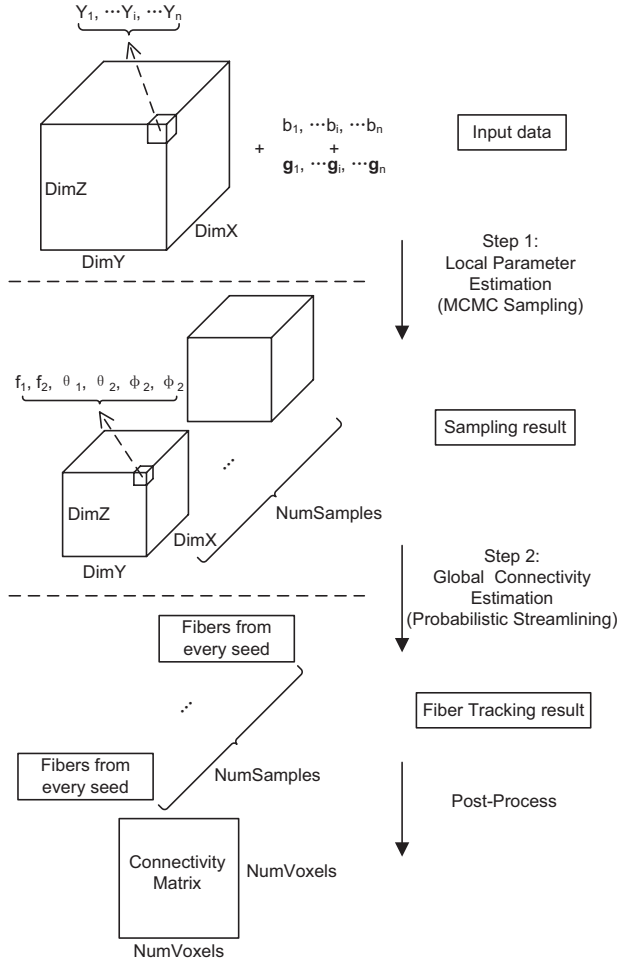 Y1, ···Yi, ···Yn
b1, ···bi, ···bn
+
+
g1, ···gi, ···gn
Input data
DimZ
DimX
DimY
Step 1:
Local Parameter
Estimation
(MCMC Sampling)
f1, f2, θ1, θ2, ϕ2, ϕ2
Sampling result
...
DimZ
NumSamples
DimX
DimY
Step 2:
Global Connectivity
Estimation
(Probabilistic Streamlining)
Fibers from
every seed
...
Fiber Tracking result
Fibers from
every seed
NumSamples
Post-Process
Connectivity
Matrix
NumVoxels
NumVoxels